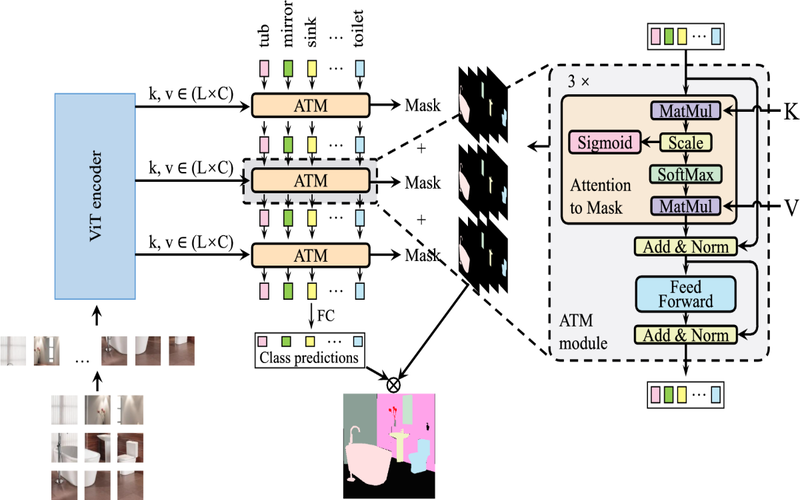 tub
mirror
sink
...
toilet
k, v ∈ (L×C)
ATM
Mask
+
k, v ∈ (L×C)
ATM
Mask
+
k, v ∈ (L×C)
ATM
Mask
ViT encoder
...
FC
Class predictions
⊗
3 ×
MatMul
K
Sigmoid
Scale
SoftMax
Attention
to Mask
MatMul
V
Add & Norm
Feed
Forward
ATM
module
Add & Norm